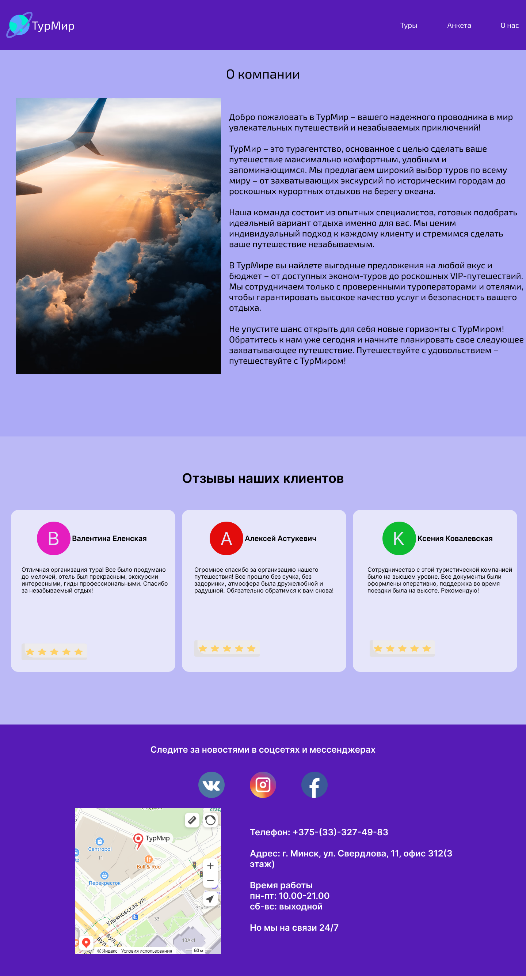 ТурМир
Туры
Анкета
О нас
О компании
Добро пожаловать в ТурМир – вашего надежного проводника в мир
увлекательных путешествий и незабываемых приключений!
ТурМир – это турагентство, основанное с целью сделать ваше
путешествие максимально комфортным, удобным и
запоминающимся. Мы предлагаем широкий выбор туров по всему
миру – от захватывающих экскурсий по историческим городам до
роскошных курортных отдыхов на берегу океана.
Наша команда состоит из опытных специалистов, готовых подобрать
идеальный вариант отдыха именно для вас. Мы ценим
индивидуальный подход к каждому клиенту и стремимся сделать
ваше путешествие незабываемым.
В ТурМире вы найдете выгодные предложения на любой вкус и
бюджет – от доступных эконом-туров до роскошных VIP-путешествий.
Мы сотрудничаем только с проверенными туроператорами и отелями,
чтобы гарантировать высокое качество услуг и безопасность вашего
отдыха.
Не упустите шанс открыть для себя новые горизонты с ТурМиром!
Обратитесь к нам уже сегодня и начните планировать свое следующее
захватывающее путешествие. Путешествуйте с удовольствием –
путешествуйте с ТурМиром!
Отзывы наших клиентов
В
Валентина Еленская
Отличная организация тура! Все было продумано
до мелочей, отель был прекрасным, экскурсии
интересными, гиды профессиональными. Спасибо
за незабываемый отдых!
А
Алексей Астукевич
Огромное спасибо за организацию нашего
путешествия! Все прошло без сучка, без
задоринки, атмосфера была дружелюбной и
радушной. Обязательно обратимся к вам снова!
К
Ксения Ковалевская
Сотрудничество с этой туристической компанией
было на высшем уровне. Все документы были
оформлены оперативно, поддержка во время
поездки была на высоте. Рекомендую!
Следите за новостями в соцсетях и мессенджерах
ТурМир
Centropol
Bull & Roo
Перекрёсток
Ульяновская ул.
© Яндекс Условия использования
60 м
Телефон: +375-(33)-327-49-83
Адрес: г. Минск, ул. Свердлова, 11, офис 312(3
этаж)
Время работы
пн-пт: 10.00-21.00
сб-вс: выходной
Но мы на связи 24/7